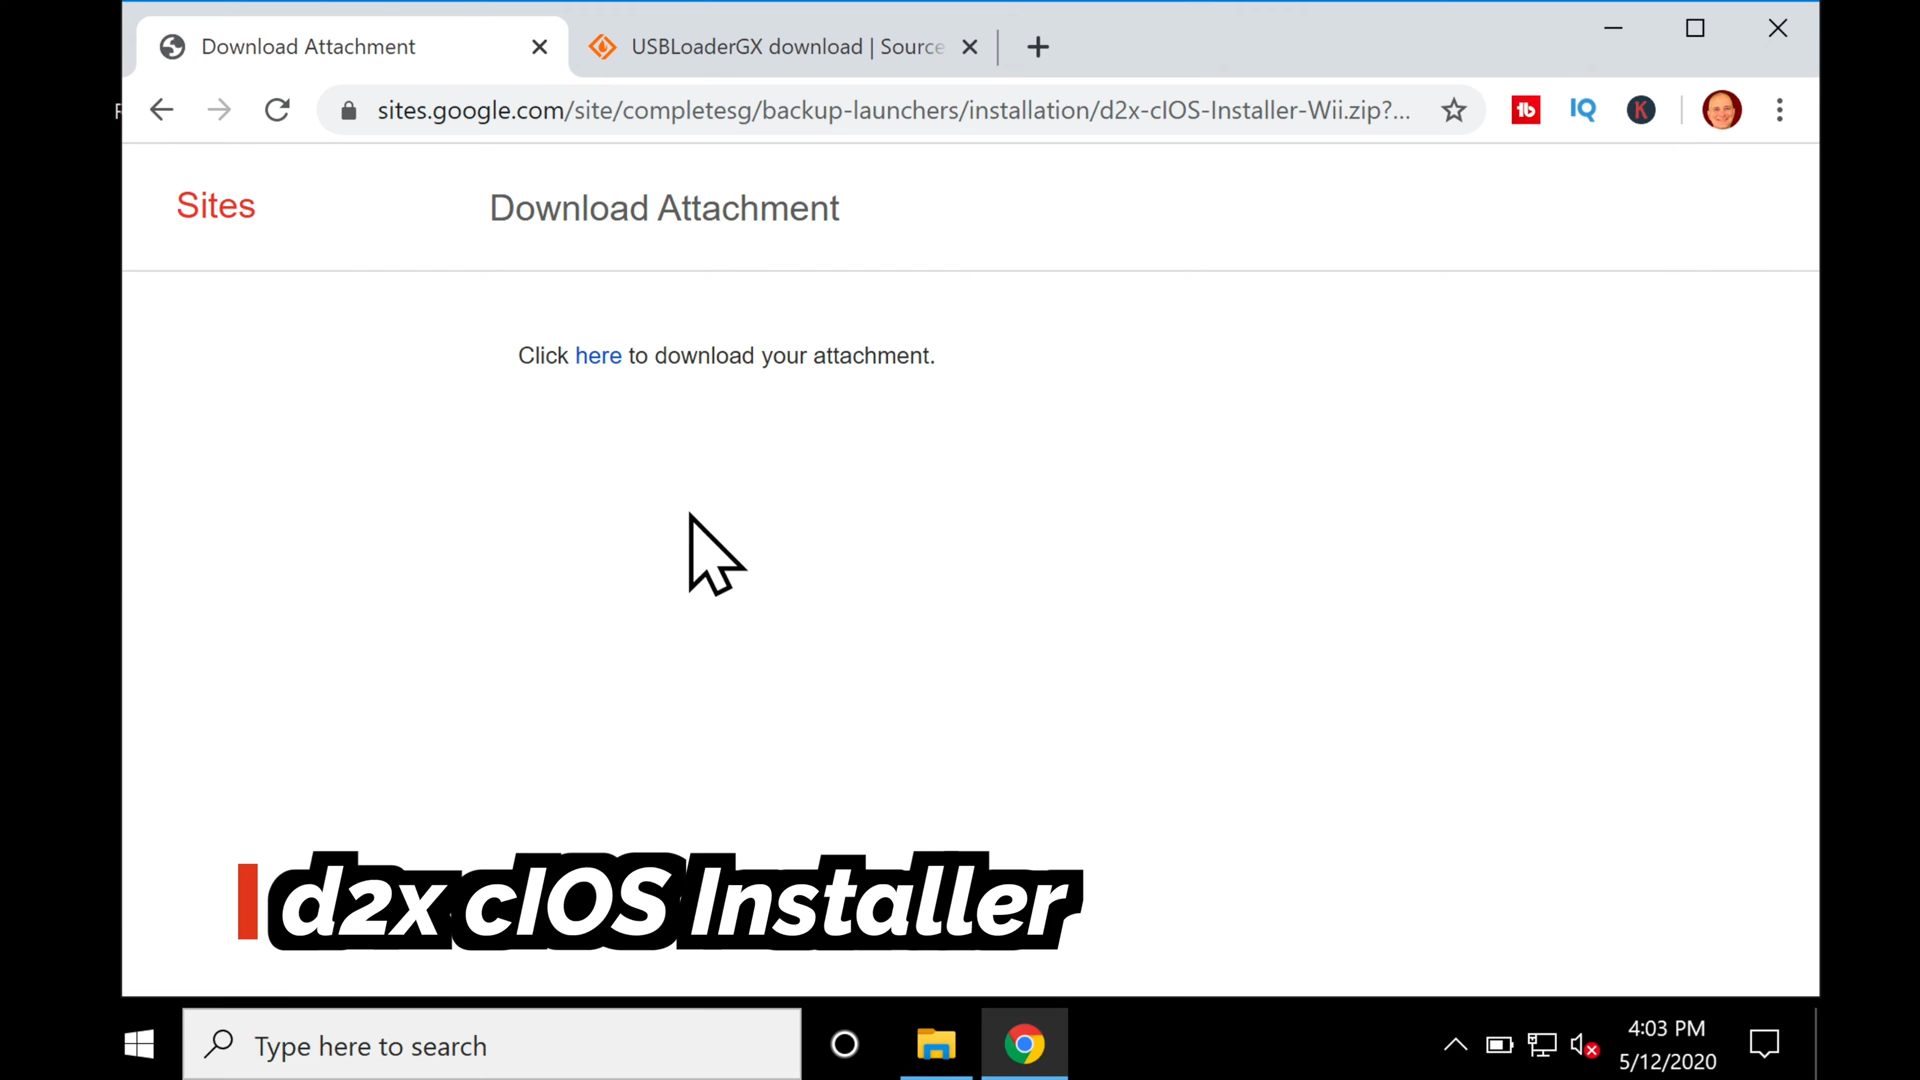 Download Attachment
USBLoaderGX download | Source
sites.google.com/site/completesg/backup-launchers/installation/d2x-cIOS-Installer-Wii.zip?...
tb
IQ
K
Sites
Download Attachment
Click here to download your attachment.
d2x cIOS Installer
Type here to search
4:03 PM
5/12/2020